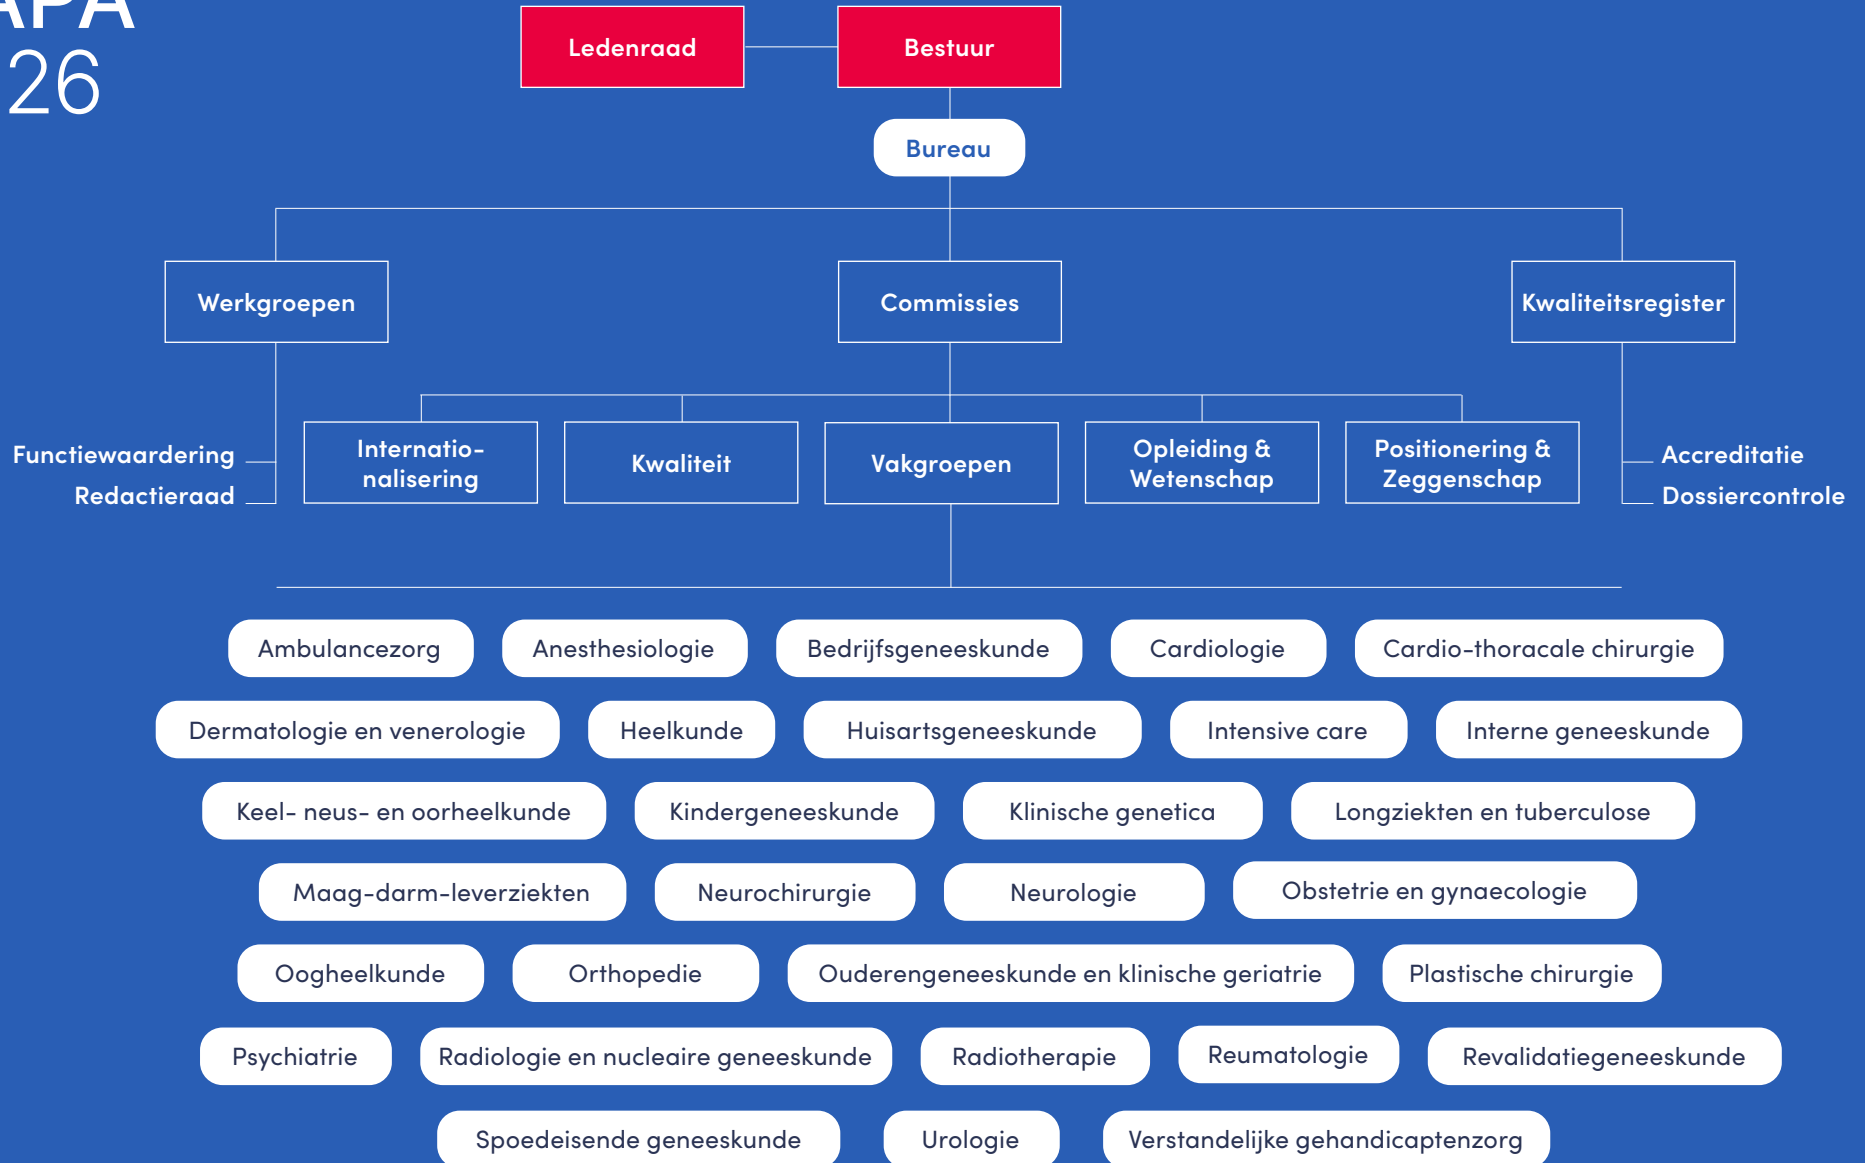 26
Ledenraad
Bestuur
Bureau
Werkgroepen
Commissies
Kwaliteitsregister
Functiewaardering
Redactieraad
Internatio-
nalisering
Kwaliteit
Vakgroepen
Opleiding &
Wetenschap
Positionering &
Zeggenschap
Accreditatie
Dossiercontrole
Ambulancezorg
Anesthesiologie
Bedrijfsgeneeskunde
Cardiologie
Cardio-thoracale chirurgie
Dermatologie en venerologie
Heelkunde
Huisartsgeneeskunde
Intensive care
Interne geneeskunde
Keel- neus- en oorheelkunde
Kindergeneeskunde
Klinische genetica
Longziekten en tuberculose
Maag-darm-leverziekten
Neurochirurgie
Neurologie
Obstetrie en gynaecologie
Oogheelkunde
Orthopedie
Ouderengeneeskunde en klinische geriatrie
Plastische chirurgie
Psychiatrie
Radiologie en nucleaire geneeskunde
Radiotherapie
Reumatologie
Revalidatiegeneeskunde
Spoedeisende geneeskunde
Urologie
Verstandelijke gehandicaptenzorg